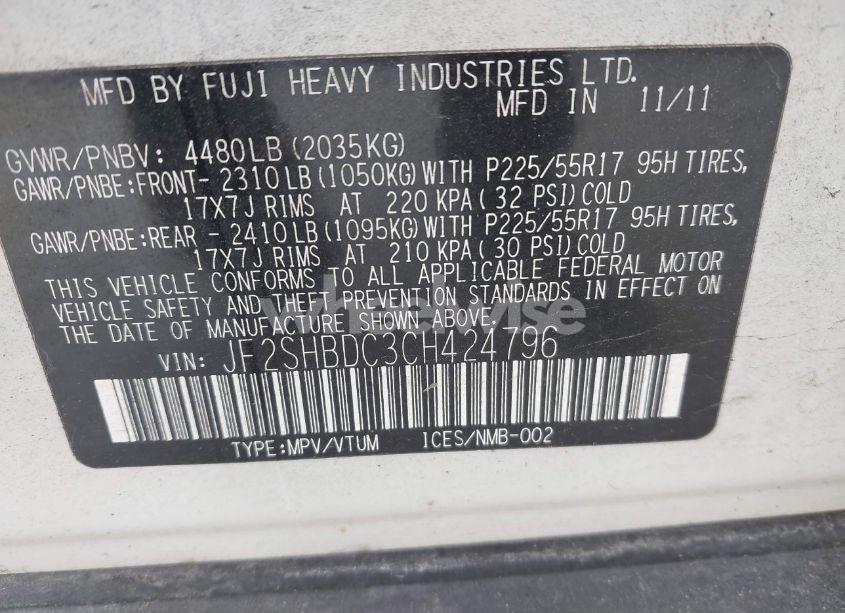 MFD BY FUJI HEAVY INDUSTRIES LTD.
MFD IN 11/11
GVWR/PNBV: 4480LB(2035KG)
GAWR/PNBE:FRONT- 2310LB(1050KG)WITH P225/55R17 95H TIRES,
17X7J RIMS AT 220 KPA(32 PSI)COLD
GAWR/PNBE:REAR - 2410LB(1095KG)WITH P225/55R17 95H TIRES,
17X7J RIMS AT 210 KPA(30 PSI)COLD
THIS VEHICLE CONFORMS TO ALL APPLICABLE FEDERAL MOTOR
VEHICLE SAFETY AND THEFT PREVENTION STANDARDS IN EFFECT ON
THE DATE OF MANUFACTURE SHOWN ABOVE.
wheelwise
VIN: JF2SHBDC3CH424796
TYPE:MPV/VTUM ICES/NMB-002